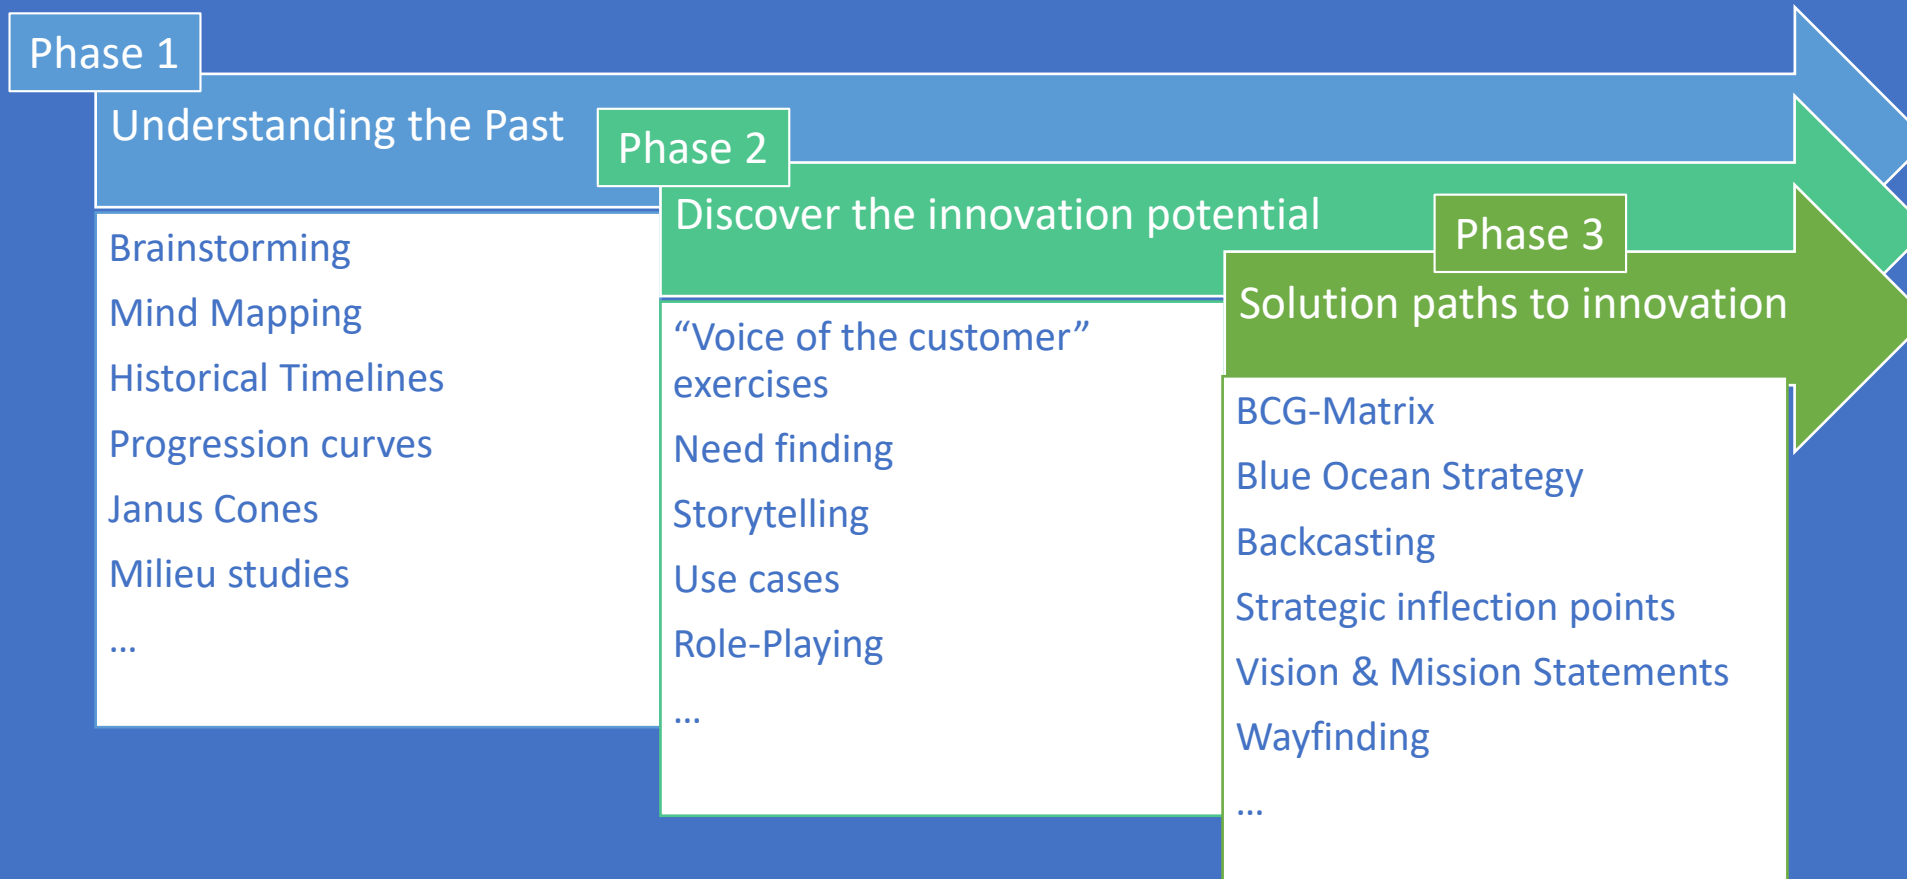 Phase 1
Understanding the Past
Brainstorming
Mind Mapping
Historical Timelines
Progression curves
Janus Cones
Milieu studies
...
Phase 2
Discover the innovation potential
“Voice of the customer”
exercises
Need finding
Storytelling
Use cases
Role-Playing
...
Phase 3
Solution paths to innovation
BCG-Matrix
Blue Ocean Strategy
Backcasting
Strategic inflection points
Vision & Mission Statements
Wayfinding
...